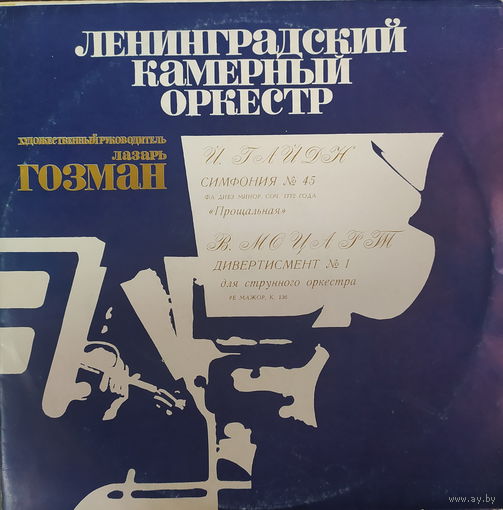 ЛЕНИНГРАДСКИЙ
КАМЕРНЫЙ
ОРКЕСТР
ХУДОЖЕСТВЕННЫЙ РУКОВОДИТЕЛЬ
ЛАЗАРЬ
ГОЗМАН
Й. ГАЙДН
СИМФОНИЯ № 45
ФА ДИЕЗ МИНОР, СОЧ. 1772 ГОДА
«Прощальная»
В. МОЦАРТ
ДИВЕРТИСМЕНТ № 1
для струнного оркестра
РЕ МАЖОР, К. 136
www.ay.by